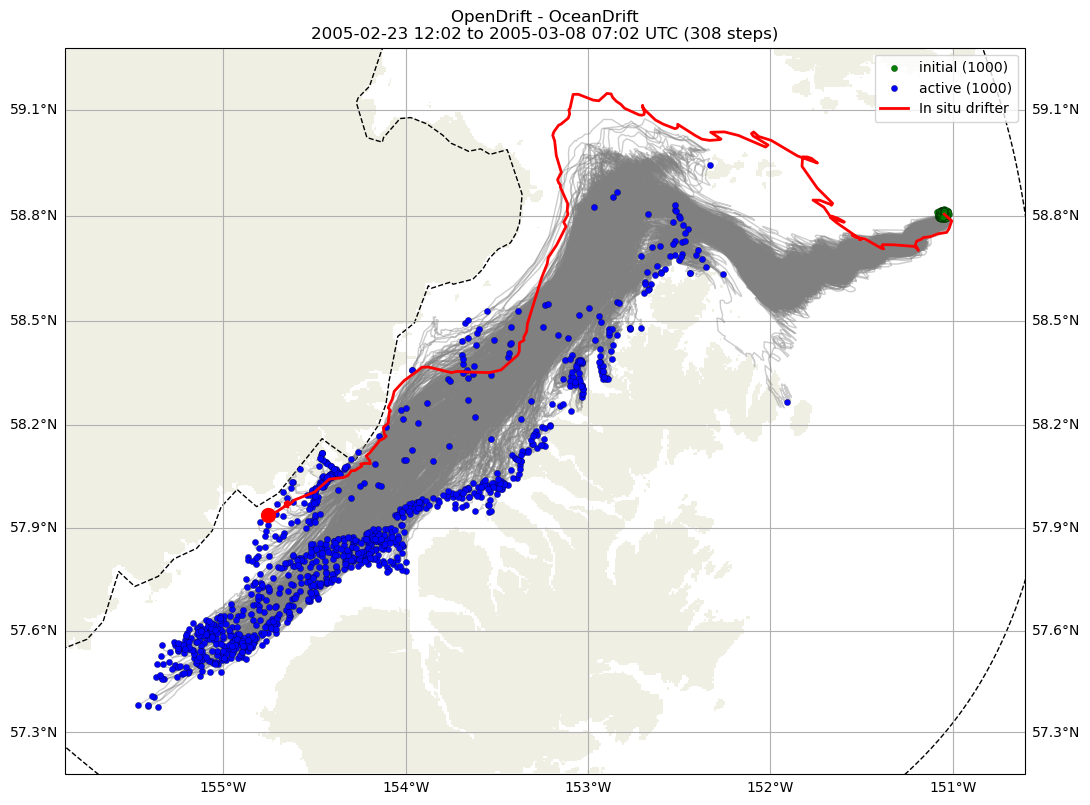 OpenDrift - OceanDrift
2005-02-23 12:02 to 2005-03-08 07:02 UTC (308 steps)
initial (1000)
active (1000)
In situ drifter
59.1°N
59.1°N
58.8°N
58.8°N
58.5°N
58.5°N
58.2°N
58.2°N
57.9°N
57.9°N
57.6°N
57.6°N
57.3°N
57.3°N
155°W
154°W
153°W
152°W
151°W